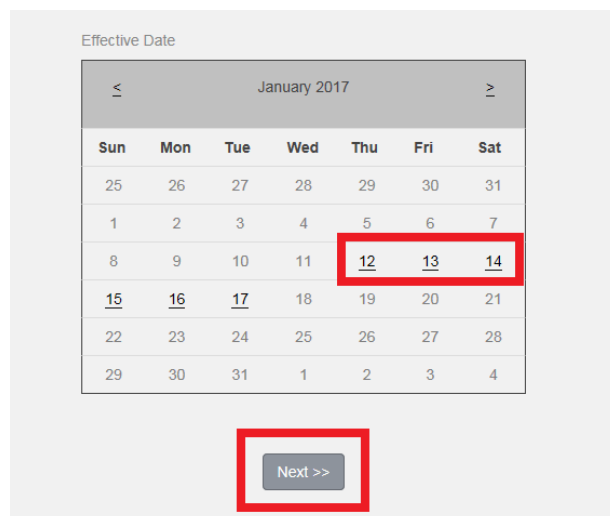 Effective Date
< January 2017 >
Sun Mon Tue Wed Thu Fri Sat
25 26 27 28 29 30 31
1 2 3 4 5 6 7
8 9 10 11 12 13 14
15 16 17 18 19 20 21
22 23 24 25 26 27 28
29 30 31 1 2 3 4
Next >>